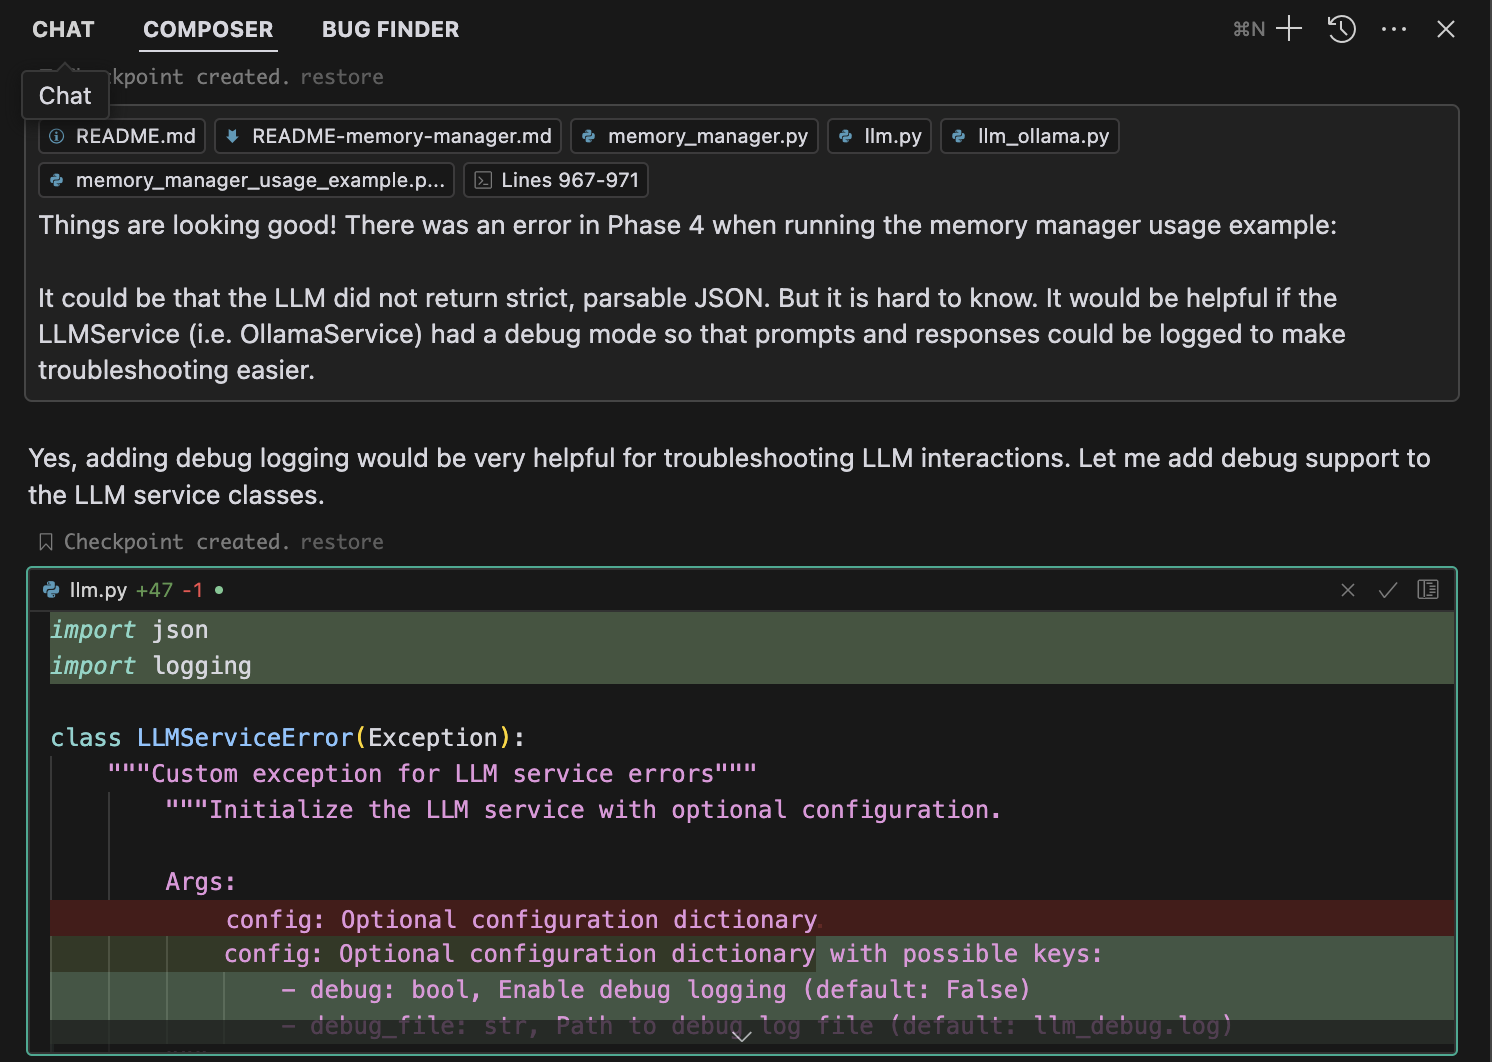 CHAT COMPOSER BUG FINDER ⌘N
Checkpoint created. restore
Chat
README.md README-memory-manager.md memory_manager.py llm.py llm_ollama.py
memory_manager_usage_example.p... Lines 967-971
Things are looking good! There was an error in Phase 4 when running the memory manager usage example:
It could be that the LLM did not return strict, parsable JSON. But it is hard to know. It would be helpful if the
LLMService (i.e. OllamaService) had a debug mode so that prompts and responses could be logged to make
troubleshooting easier.
Yes, adding debug logging would be very helpful for troubleshooting LLM interactions. Let me add debug support to
the LLM service classes.
Checkpoint created. restore
llm.py +47 -1
import json
import logging
class LLMServiceError(Exception):
"""Custom exception for LLM service errors"""
"""Initialize the LLM service with optional configuration.
Args:
config: Optional configuration dictionary
config: Optional configuration dictionary with possible keys:
- debug: bool, Enable debug logging (default: False)
- debug_file: str, Path to debug log file (default: llm_debug.log)